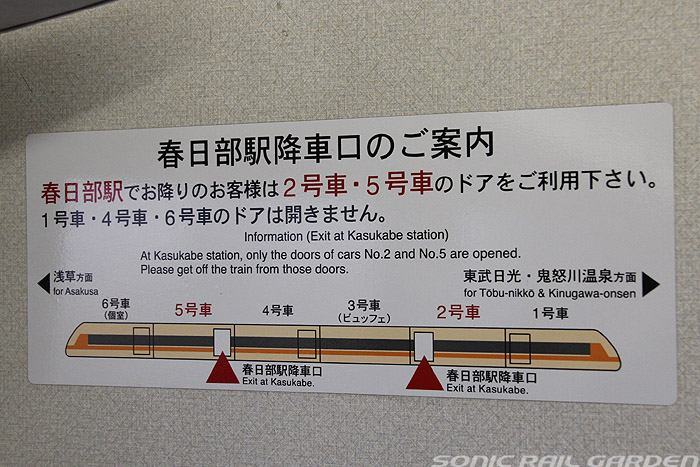 春日部駅降車口のご案内
春日部駅でお降りのお客様は2号車・5号車のドアをご利用下さい。
1号車・4号車・6号車のドアは開きません。
Information (Exit at Kasukabe station)
At Kasukabe station, only the doors of cars No.2 and No.5 are opened.
Please get off the train from those doors.
浅草方面
for Asakusa
東武日光・鬼怒川温泉方面
for Tōbu-nikkō & Kinugawa-onsen
6号車
(個室)
5号車
4号車
3号車
(ビュッフェ)
2号車
1号車
春日部駅降車口
Exit at Kasukabe.
春日部駅降車口
Exit at Kasukabe.
SONIC RAIL GARDEN